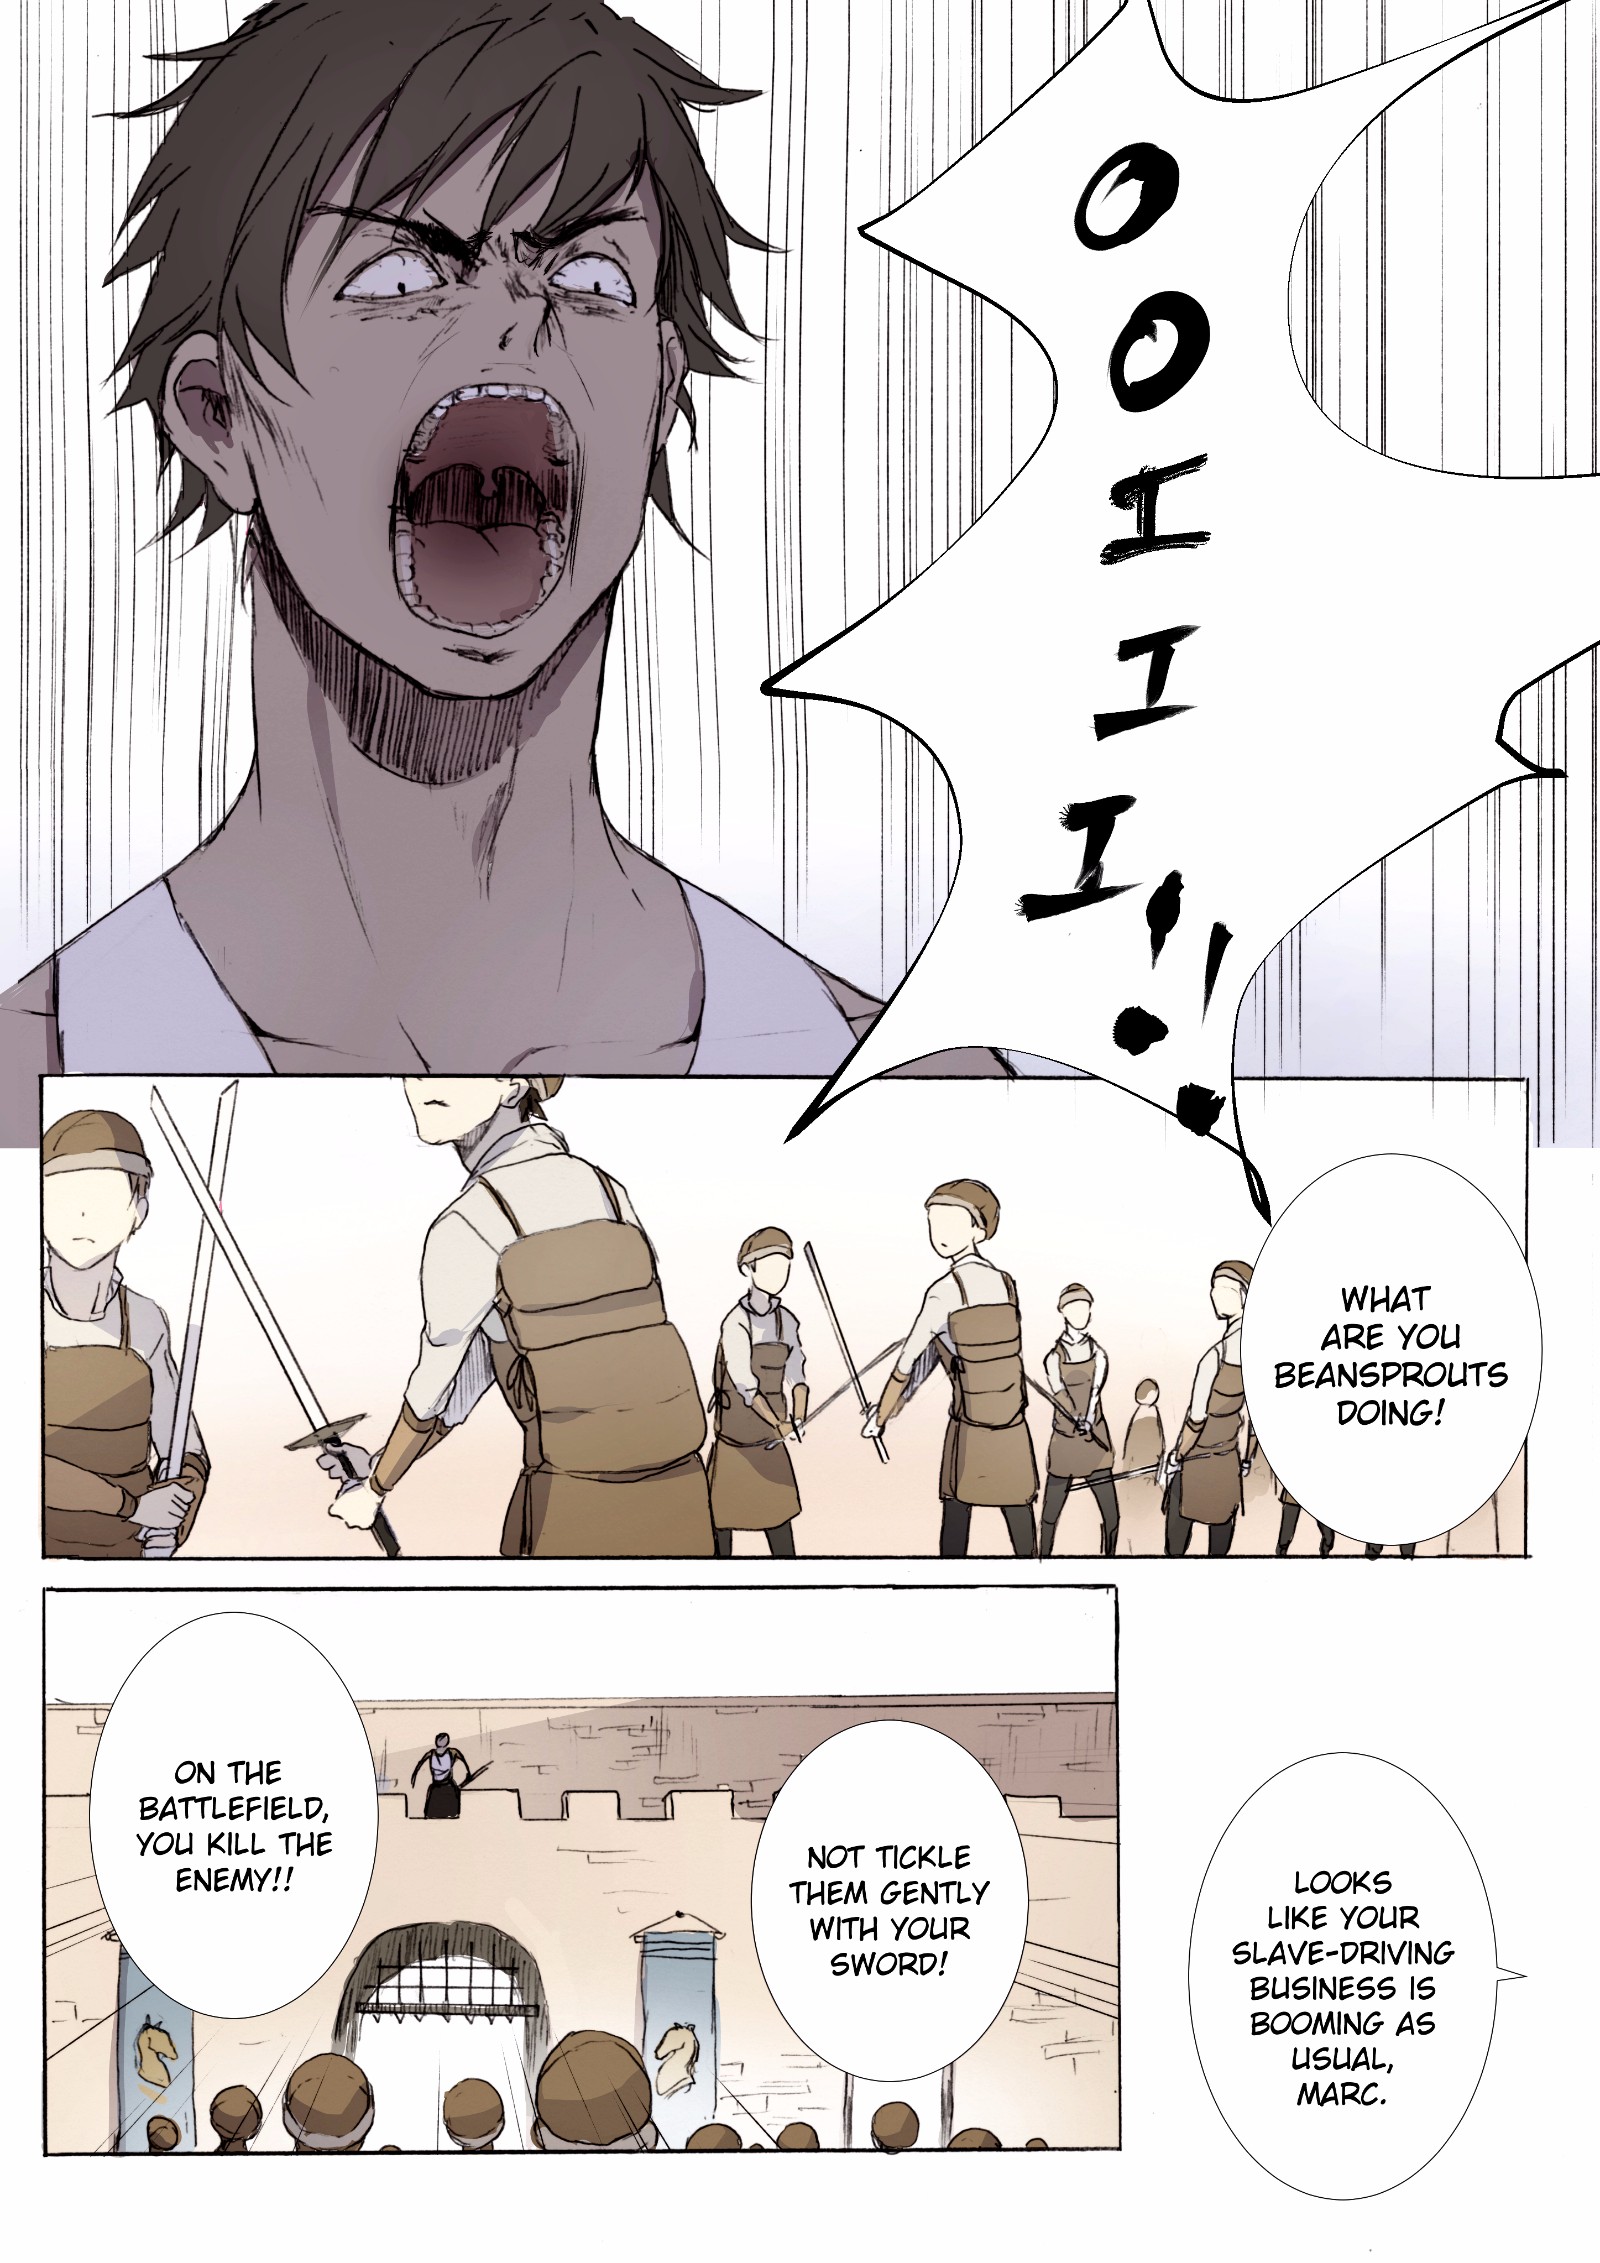 OOIII!!
WHAT
ARE YOU
BEANSPROUTS
DOING!
ON THE
BATTLEFIELD,
YOU KILL THE
ENEMY!!
NOT TICKLE
THEM GENTLY
WITH YOUR
SWORD!
LOOKS
LIKE YOUR
SLAVE-DRIVING
BUSINESS IS
BOOMING AS
USUAL,
MARC.